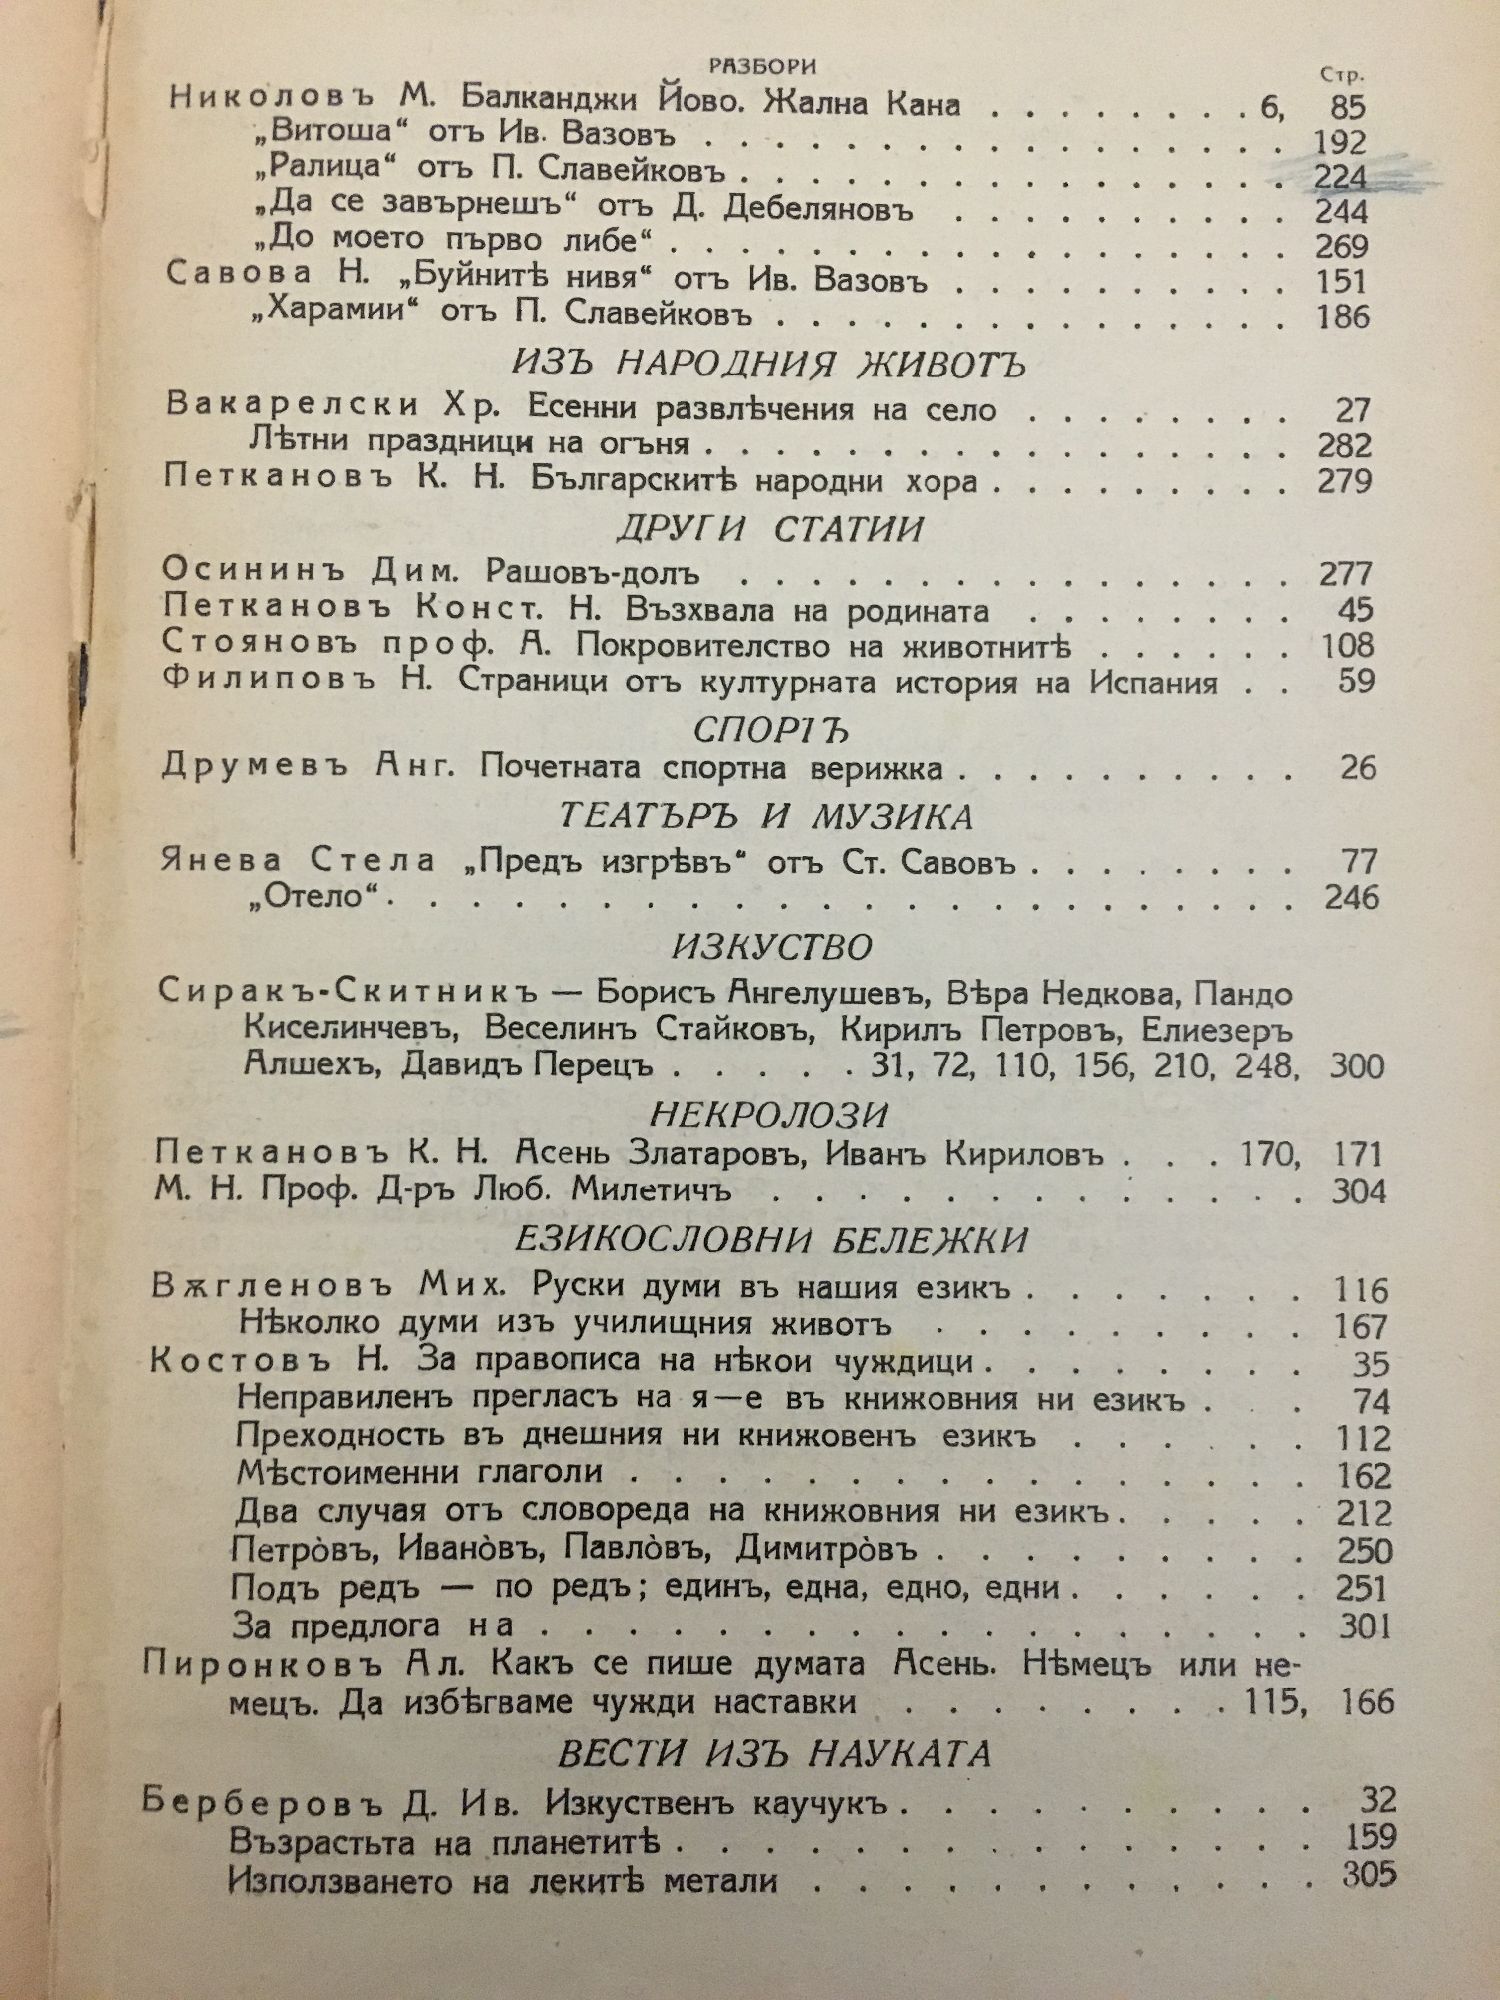 РАЗБОРИ
Стр.
Николовъ М. Балканджи Йово. Жална Кана . . . . . . . . 6, 85
„Витоша“ отъ Ив. Вазовъ . . . . . . . . . . . . . . . . 192
„Ралица“ отъ П. Славейковъ . . . . . . . . . . . . . . . 224
„Да се завърнешъ“ отъ Д. Дебеляновъ . . . . . . . . . . 244
„До моето първо либе“ . . . . . . . . . . . . . . . . . 269
Савова Н. „Буйнитѣ нивя“ отъ Ив. Вазовъ . . . . . . . . . . 151
„Харамии“ отъ П. Славейковъ . . . . . . . . . . . . . . 186
ИЗЪ НАРОДНИЯ ЖИВОТЪ
Вакарелски Хр. Есенни развлѣчения на село . . . . . . . . 27
Лѣтни праздници на огъня . . . . . . . . . . . . . . . . 282
Петкановъ К. Н. Българскитѣ народни хора . . . . . . . . . 279
ДРУГИ СТАТИИ
Осининъ Дим. Рашовъ-долъ . . . . . . . . . . . . . . . 277
Петкановъ Конст. Н. Възхвала на родината . . . . . . . . 45
Стояновъ проф. А. Покровителство на животнитѣ . . . . . . 108
Филиповъ Н. Страници отъ културната история на Испания . . 59
СПОРТЪ
Друмевъ Анг. Почетната спортна верижка . . . . . . . . . . 26
ТЕАТЪРЪ И МУЗИКА
Янева Стела „Предъ изгрѣвъ“ отъ Ст. Савовъ . . . . . . . . 77
„Отело“ . . . . . . . . . . . . . . . . . . . . . . 246
ИЗКУСТВО
Сиракъ-Скитникъ — Борисъ Ангелушевъ, Вѣра Недкова, Пандо
Киселинчевъ, Веселинъ Стайковъ, Кирилъ Петровъ, Елиезеръ
Алшехъ, Давидъ Перецъ . . . . . 31, 72, 110, 156, 210, 248, 300
НЕКРОЛОЗИ
Петкановъ К. Н. Асень Златаровъ, Иванъ Кириловъ . . . 170, 171
М. Н. Проф. Д-ръ Люб. Милетичъ . . . . . . . . . . . . . 304
ЕЗИКОСЛОВНИ БЕЛЕЖКИ
Вѫгленовъ Мих. Руски думи въ нашия езикъ . . . . . . . 116
Нѣколко думи изъ училищния животъ . . . . . . . . . 167
Костовъ Н. За правописа на нѣкои чуждици . . . . . . . . 35
Неправиленъ прегласъ на я—е въ книжовния ни езикъ . . . 74
Преходность въ днешния ни книжовенъ езикъ . . . . . . 112
Мѣстоименни глаголи . . . . . . . . . . . . . . . . 162
Два случая отъ словореда на книжовния ни езикъ . . . . . 212
Петро̀въ, Ивано̀въ, Павло̀въ, Димитро̀въ . . . . . . . . . 250
Подъ редъ — по редъ; единъ, една, едно, едни . . . . . . 251
За предлога на . . . . . . . . . . . . . . . . . . 301
Пиронковъ Ал. Какъ се пише думата Асень. Нѣмецъ или не-
мецъ. Да избѣгваме чужди наставки . . . . . . . . 115, 166
ВЕСТИ ИЗЪ НАУКАТА
Берберовъ Д. Ив. Изкуственъ каучукъ . . . . . . . . . . 32
Възрастьта на планетитѣ . . . . . . . . . . . . . . . 159
Използването на лекитѣ метали . . . . . . . . . . . . 305